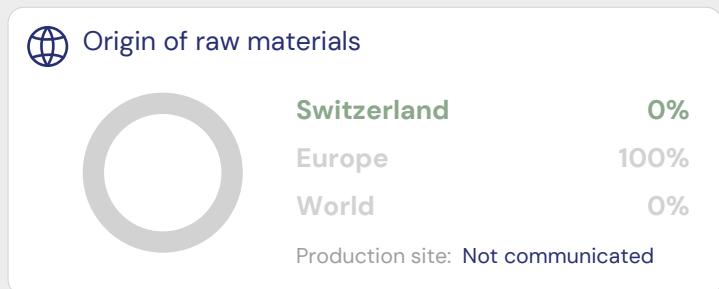 Origin of raw materials
Switzerland 0%
Europe 100%
World 0%
Production site: Not communicated